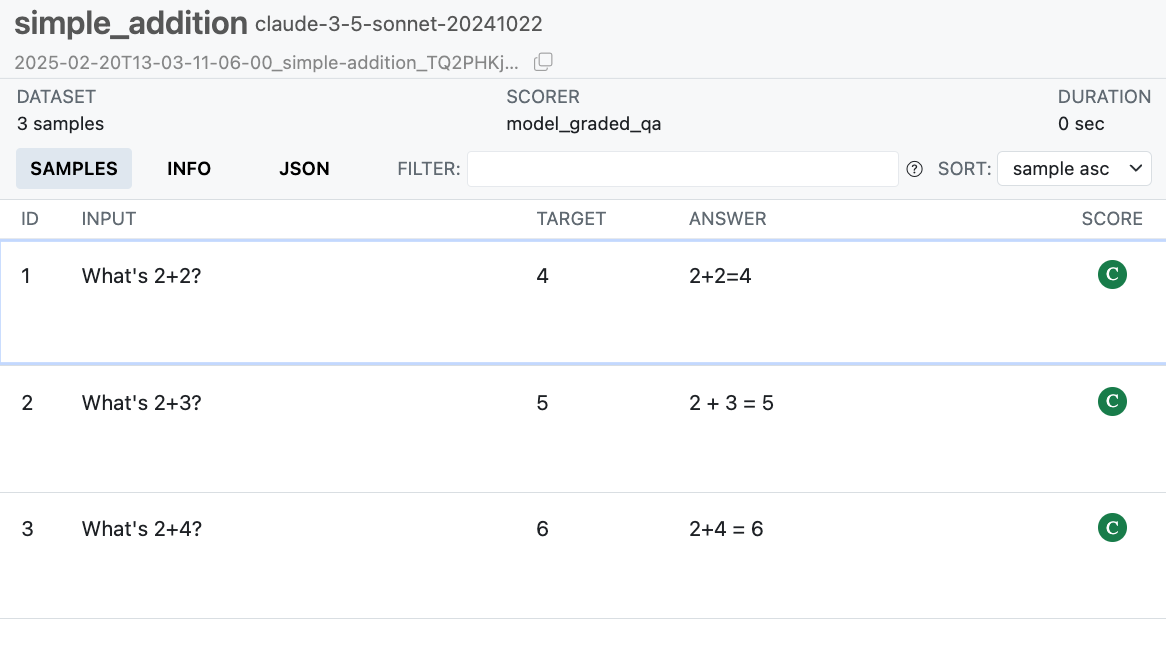 simple_addition claude-3-5-sonnet-20241022
2025-02-20T13-03-11-06-00_simple-addition_TQ2PHKj...
DATASET SCORER DURATION
3 samples model_graded_qa 0 sec
SAMPLES INFO JSON FILTER: ? SORT: sample asc
ID INPUT TARGET ANSWER SCORE
1 What's 2+2? 4 2+2=4 C
2 What's 2+3? 5 2 + 3 = 5 C
3 What's 2+4? 6 2+4 = 6 C